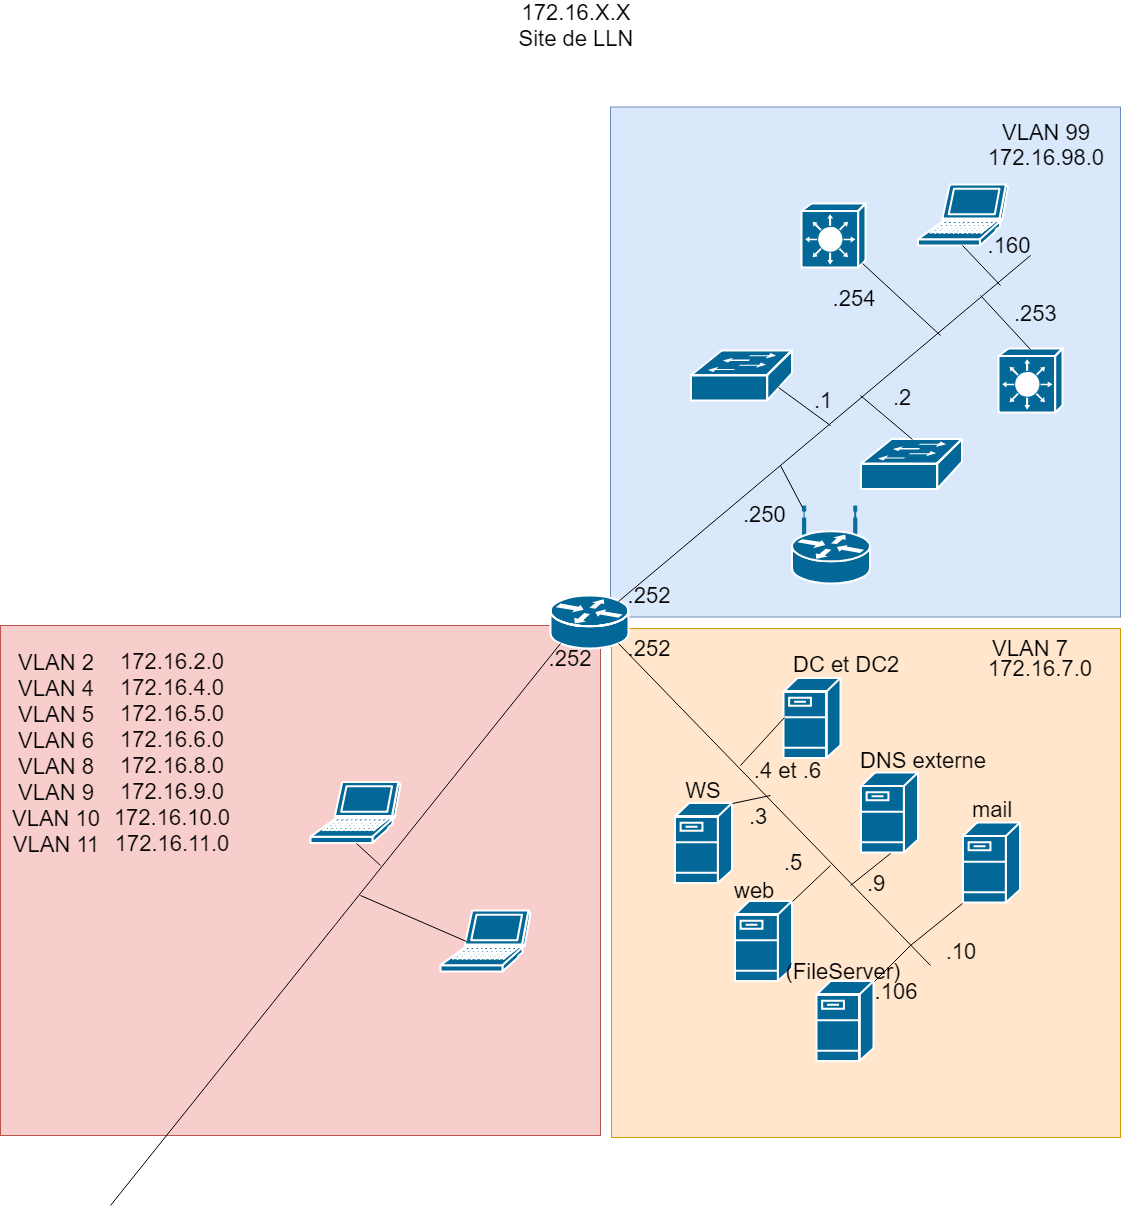 172.16.X.X
Site de LLN
VLAN 99
172.16.98.0
.160
.254
.253
.1
.2
.250
.252
.252
.252
VLAN 2 172.16.2.0
VLAN 4 172.16.4.0
VLAN 5 172.16.5.0
VLAN 6 172.16.6.0
VLAN 8 172.16.8.0
VLAN 9 172.16.9.0
VLAN 10 172.16.10.0
VLAN 11 172.16.11.0
VLAN 7
172.16.7.0
DC et DC2
.4 et .6
DNS externe
WS
.3
mail
.5
.9
web
.10
(FileServer)
.106